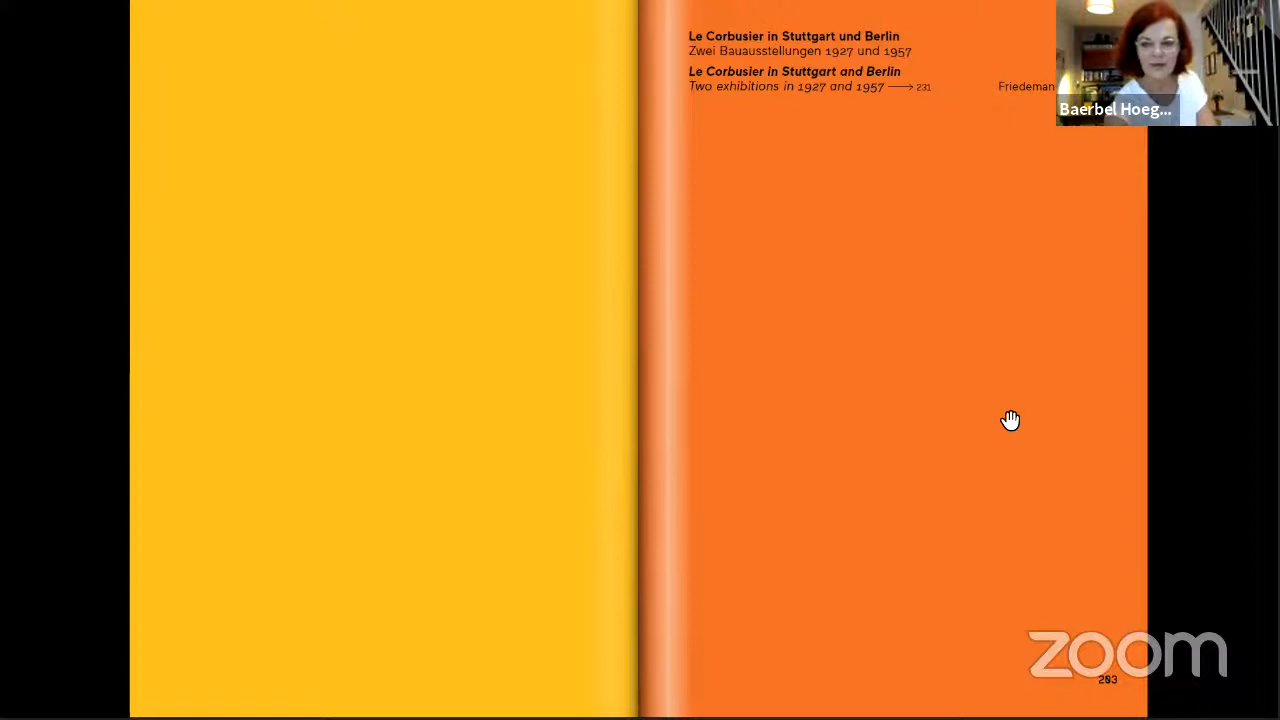 Le Corbusier in Stuttgart und Berlin
Zwei Bauausstellungen 1927 und 1957
Le Corbusier in Stuttgart and Berlin
Two exhibitions in 1927 and 1957 ⟶ 231
Friedeman
Baerbel Hoeg...
zoom
203